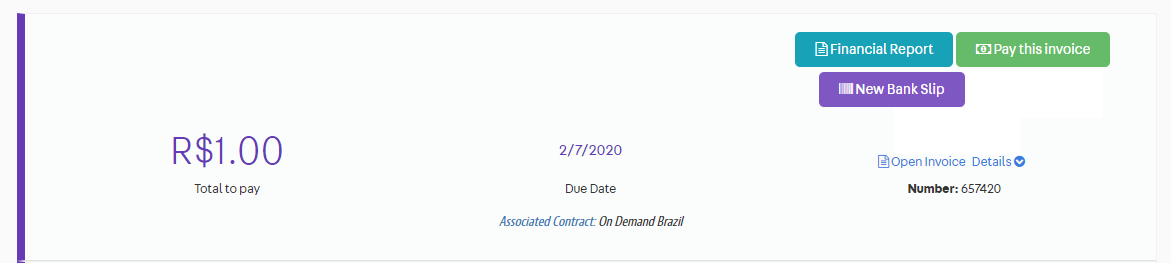 Financial Report
Pay this invoice
New Bank Slip
R$1.00
2/7/2020
Open Invoice Details
Total to pay
Due Date
Number: 657420
Associated Contract: On Demand Brazil